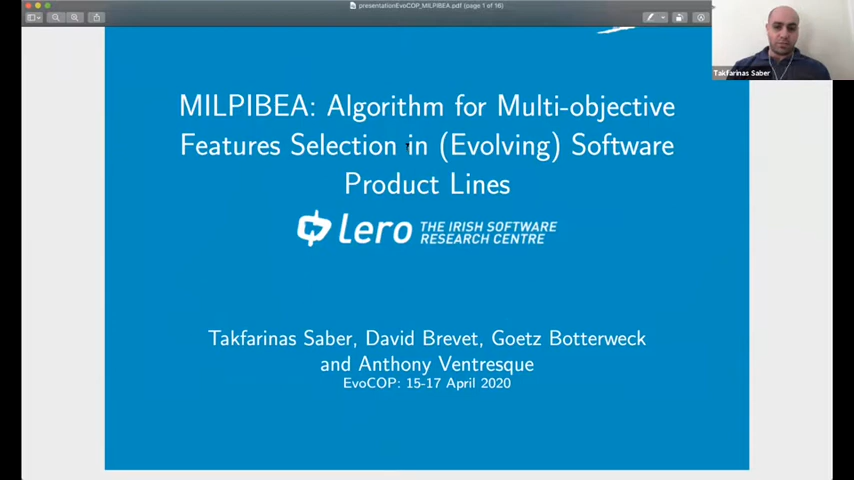 presentationEvoCOP_MILPIBEA.pdf (page 1 of 16)
Takfarinas Saber
MILPIBEA: Algorithm for Multi-objective
Features Selection in (Evolving) Software
Product Lines
lero THE IRISH SOFTWARE
RESEARCH CENTRE
Takfarinas Saber, David Brevet, Goetz Botterweck
and Anthony Ventresque
EvoCOP: 15-17 April 2020